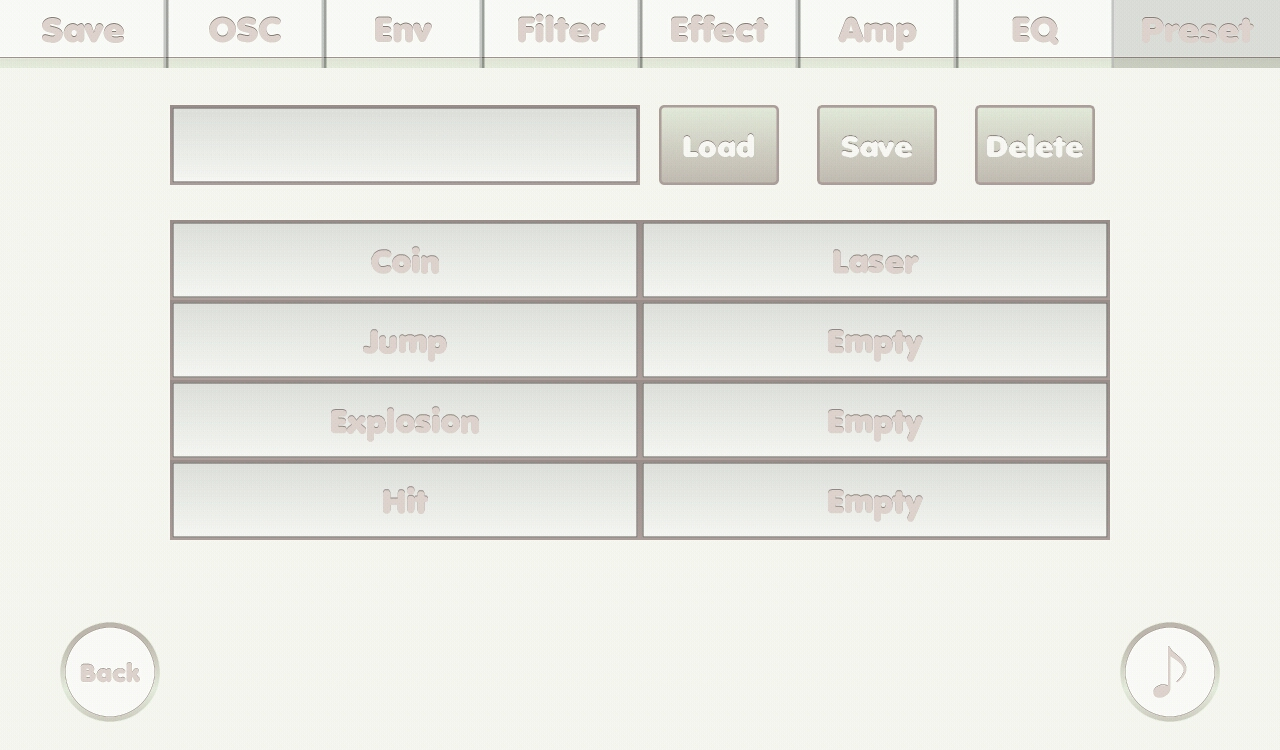 Save OSC Env Filter Effect Amp EQ Preset
Load Save Delete
Coin Laser
Jump Empty
Explosion Empty
Hit Empty
Back